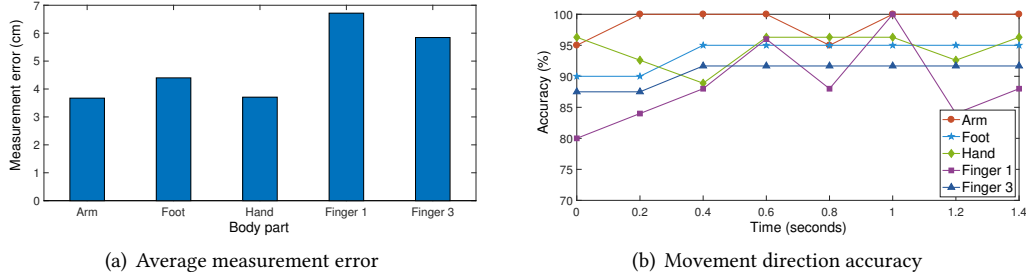 7
6
5
4
3
2
1
0
Measurement error (cm)
Arm Foot Hand Finger 1 Finger 3
Body part
(a) Average measurement error
100
95
90
85
80
75
70
Accuracy (%)
Arm
Foot
Hand
Finger 1
Finger 3
0 0.2 0.4 0.6 0.8 1 1.2 1.4
Time (seconds)
(b) Movement direction accuracy